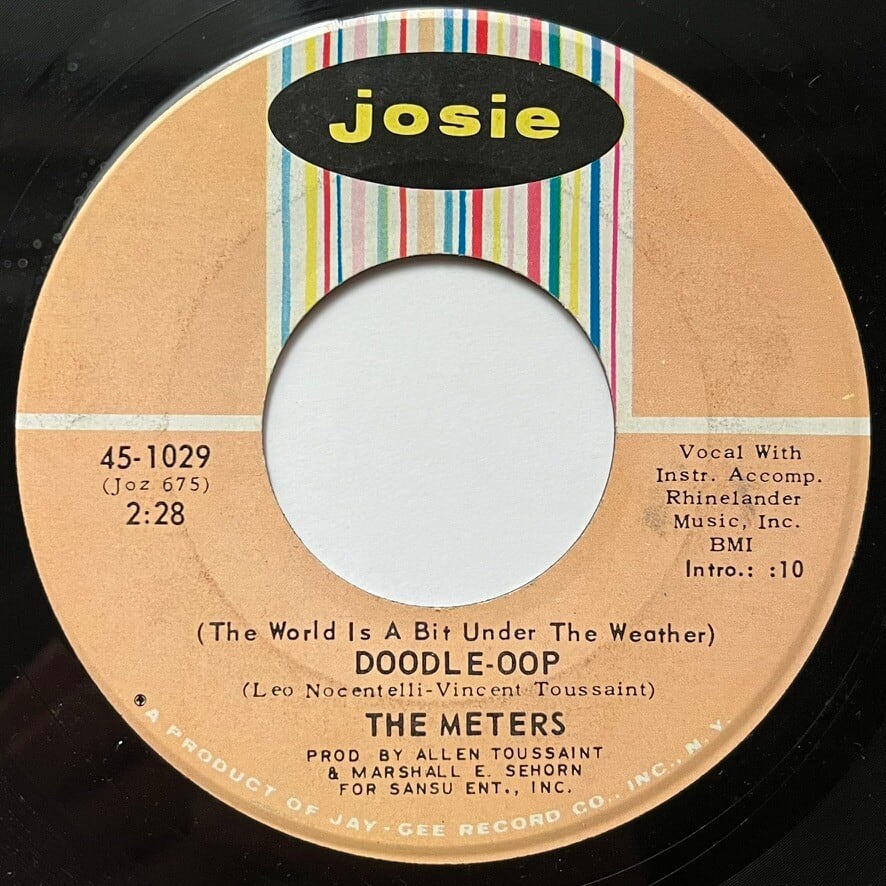 josie
45-1029
(Joz 675)
2:28
Vocal With
Instr. Accomp.
Rhinelander
Music, Inc.
BMI
Intro.: :10
(The World Is A Bit Under The Weather)
DOODLE-OOP
(Leo Nocentelli-Vincent Toussaint)
THE METERS
PROD BY ALLEN TOUSSAINT
& MARSHALL E. SEHORN
FOR SANSU ENT., INC.
A PRODUCT OF JAY-GEE RECORD CO., INC., N.Y.